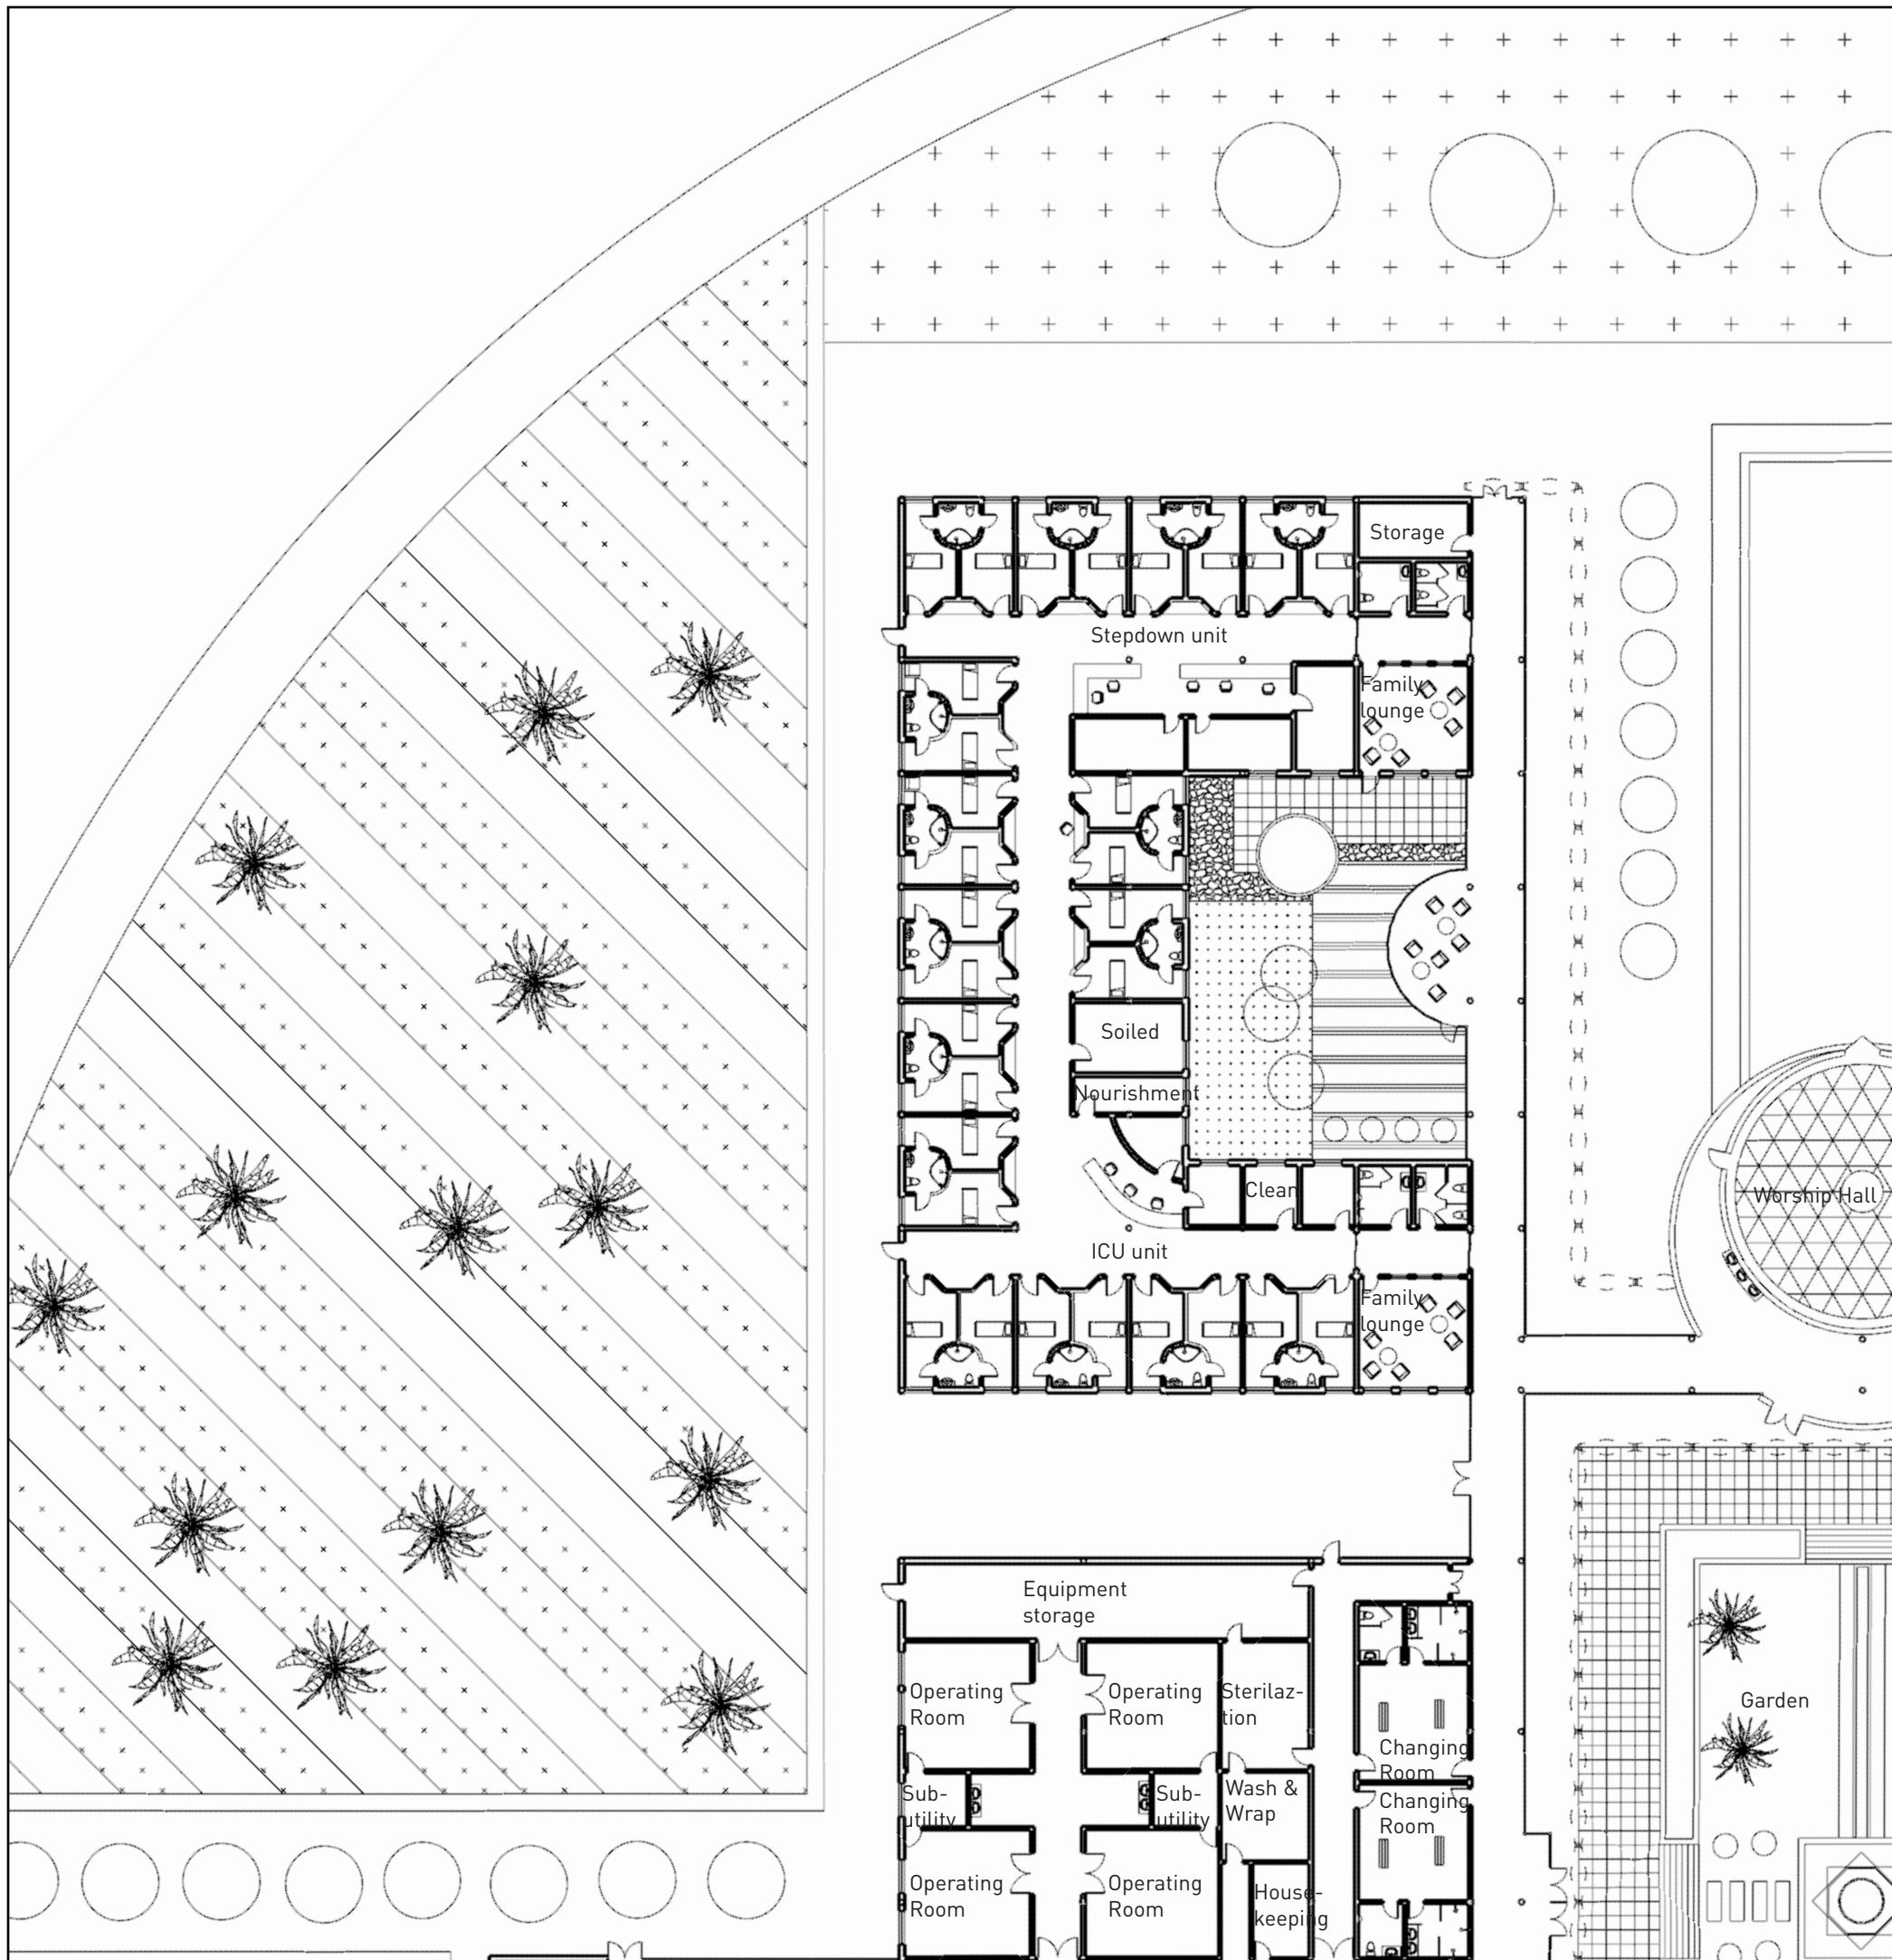 Storage
Stepdown unit
Family
lounge
Soiled
Nourishment
Clean
Worship Hall
ICU unit
Family
lounge
Equipment
storage
Operating
Room
Operating
Room
Sterilaz-
tion
Garden
Changing
Room
Sub-
utility
Sub-
utility
Wash &
Wrap
Changing
Room
Operating
Room
Operating
Room
House-
keeping